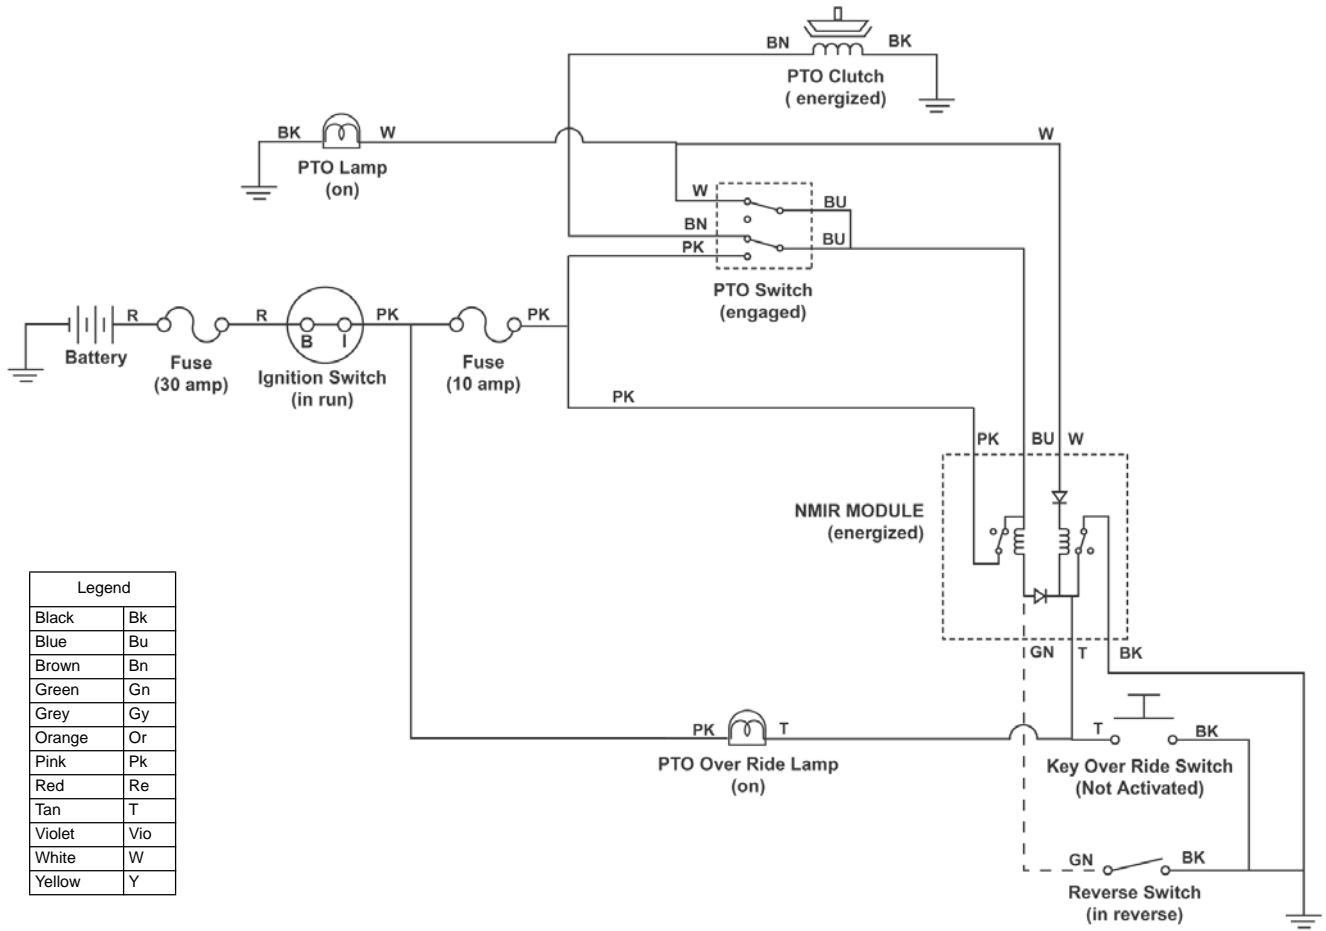 BN
BK
PTO Clutch
( energized)
BK
W
W
PTO Lamp
(on)
W
BU
BN
BU
PK
PTO Switch
(engaged)
R
R
PK
PK
B
I
Battery
Fuse
(30 amp)
Ignition Switch
(in run)
Fuse
(10 amp)
PK
PK
BU
W
NMIR MODULE
(energized)
GN
T
BK
Legend
Black Bk
Blue Bu
Brown Bn
Green Gn
Grey Gy
Orange Or
Pink Pk
Red Re
Tan T
Violet Vio
White W
Yellow Y
PK
T
PTO Over Ride Lamp
(on)
T
BK
Key Over Ride Switch
(Not Activated)
GN
BK
Reverse Switch
(in reverse)